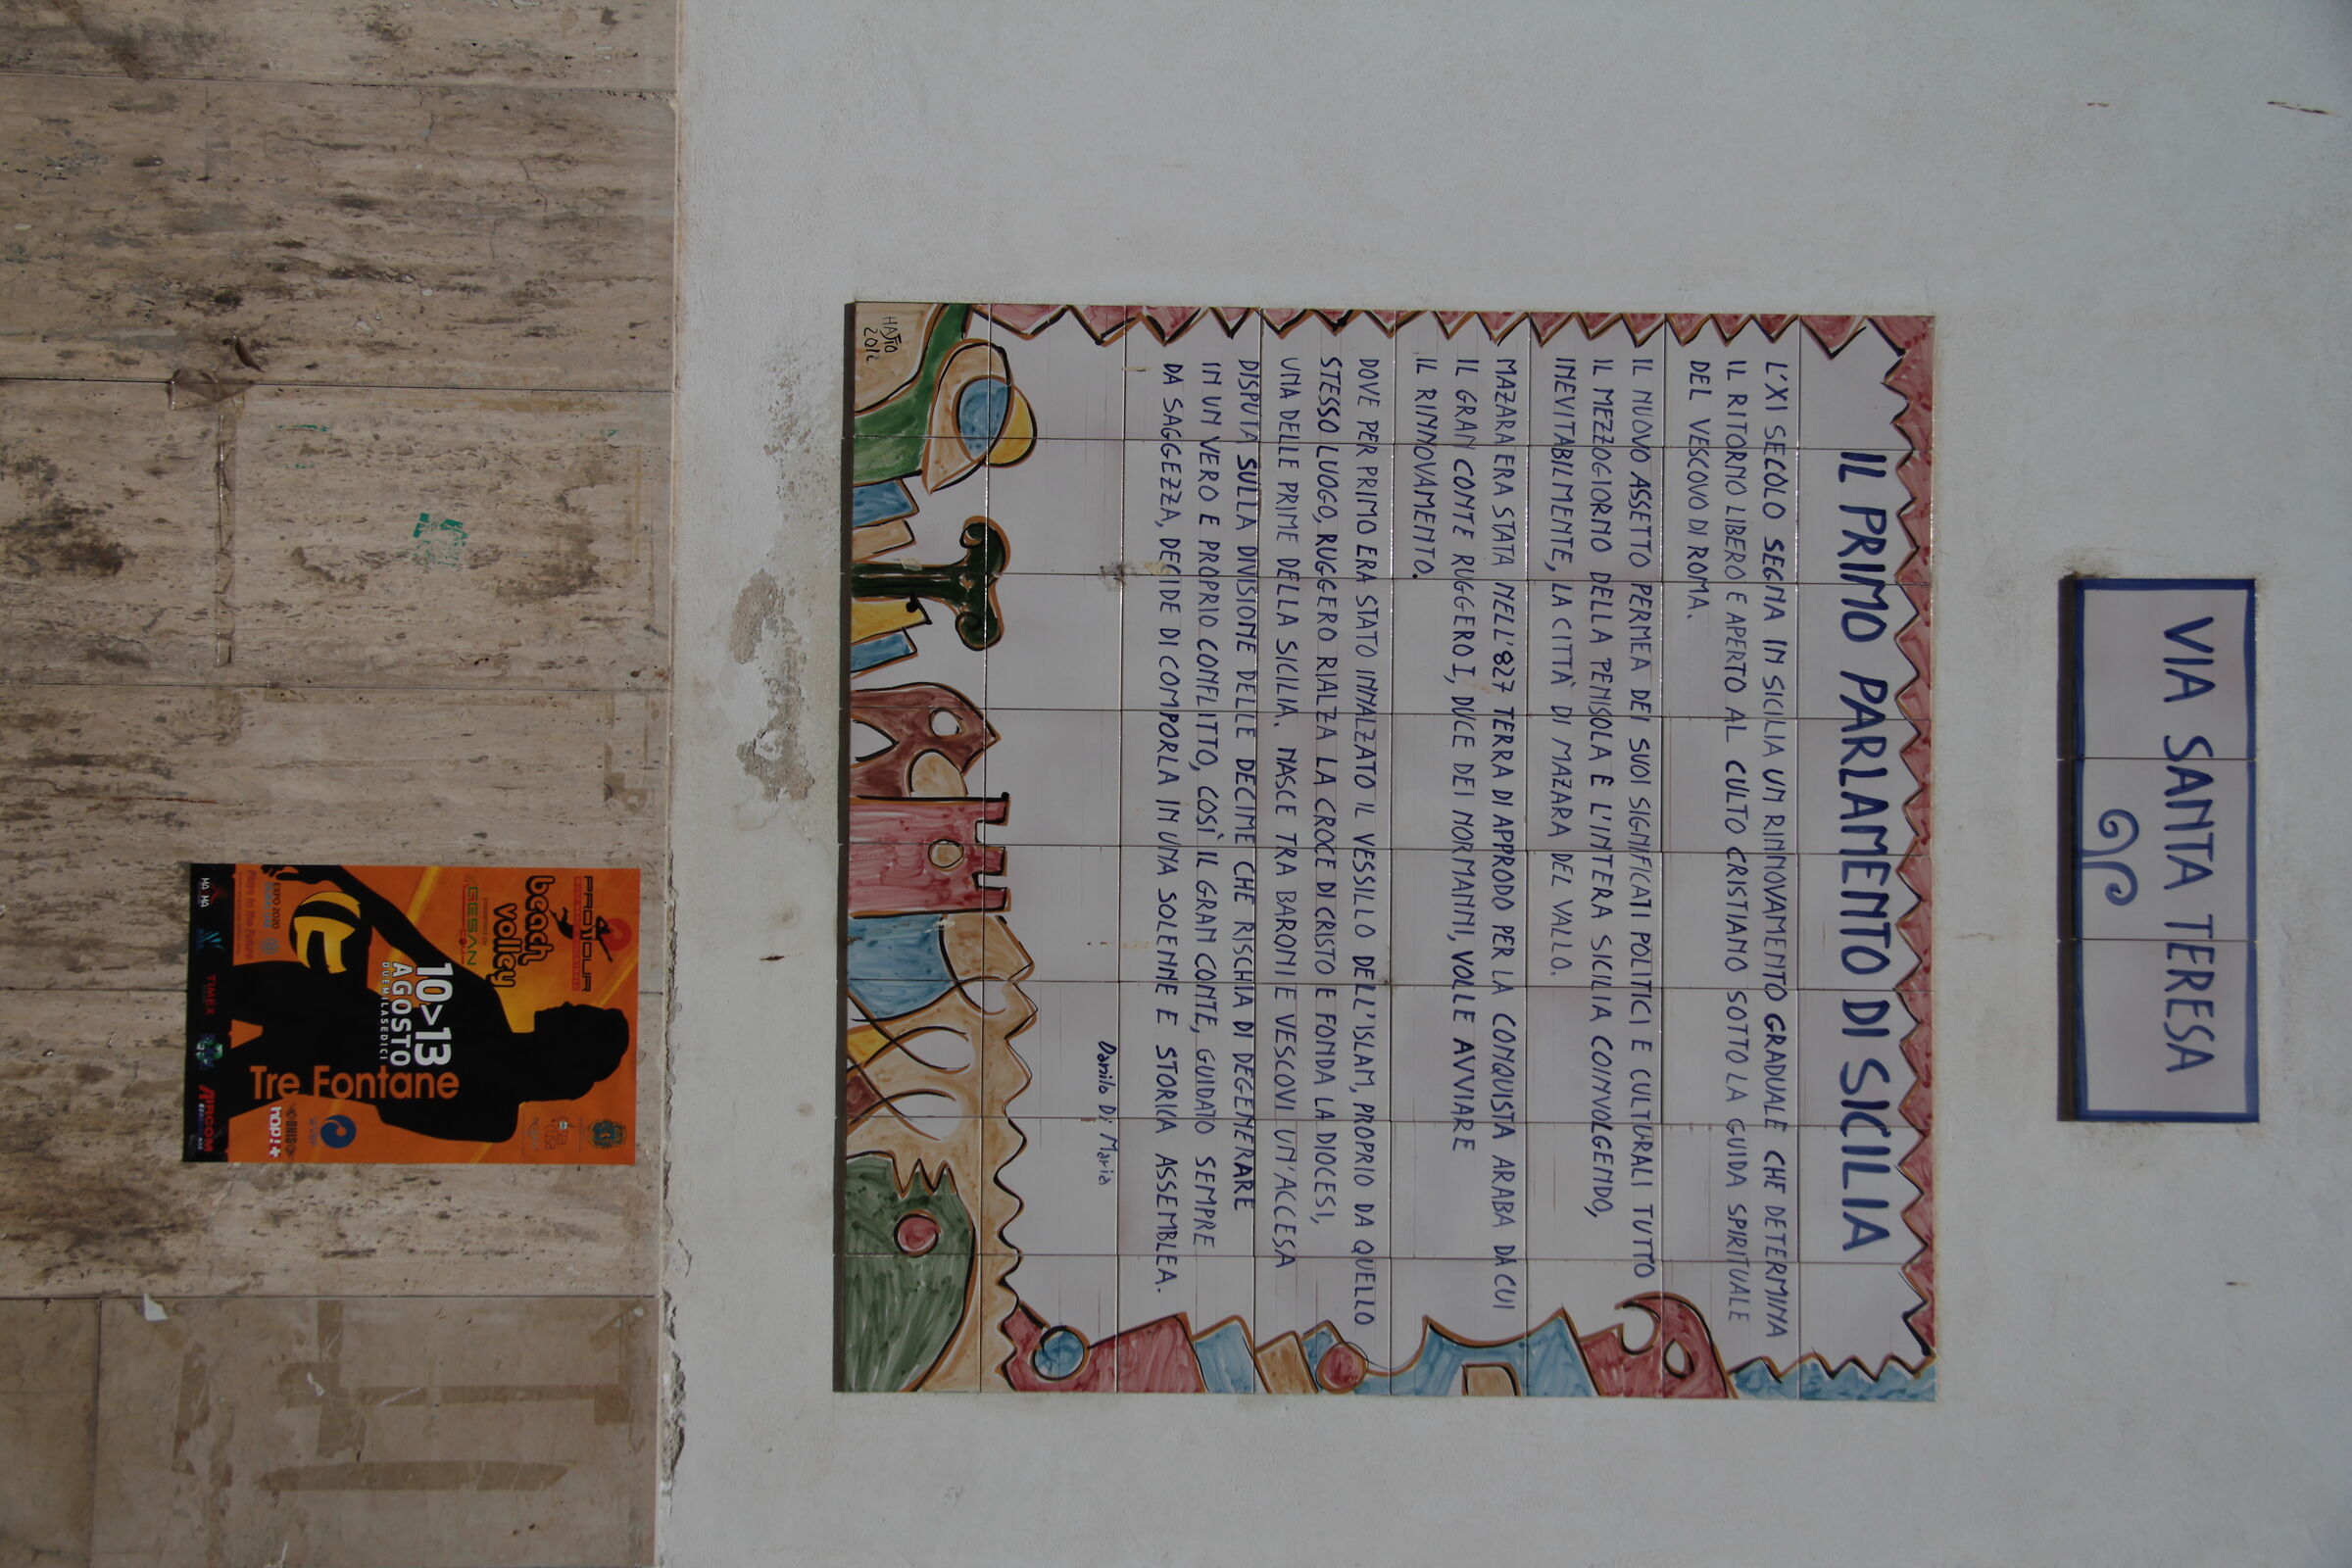 VIA SANTA TERESA
IL PRIMO PARLAMENTO DI SICILIA
L'XI SECOLO SEGNA IN SICILIA UN RINNOVAMENTO GRADUALE CHE DETERMINA
IL RITORNO LIBERO E APERTO AL CULTO CRISTIANO SOTTO LA GUIDA SPIRITUALE
DEL VESCOVO DI ROMA.
IL NUOVO ASSETTO PERMEA DEI SUOI SIGNIFICATI POLITICI E CULTURALI TUTTO
IL MEZZOGIORNO DELLA PENISOLA E L'INTERA SICILIA COINVOLGENDO,
INEVITABILMENTE, LA CITTÀ DI MAZARA DEL VALLO.
MAZARA ERA STATA NELL'827 TERRA DI APPRODO PER LA CONQUISTA ARABA DA CUI
IL GRAN CONTE RUGGERO I, DUCE DEI NORMANNI, VOLLE AVVIARE
IL RINNOVAMENTO.
DOVE PER PRIMO ERA STATO INNALZATO IL VESSILLO DELL'ISLAM, PROPRIO DA QUELLO
STESSO LUOGO, RUGGERO RIALZA LA CROCE DI CRISTO E FONDA LA DIOCESI,
UNA DELLE PRIME DELLA SICILIA. NASCE TRA BARONI E VESCOVI UN'ACCESA
DISPUTA SULLA DIVISIONE DELLE DECIME CHE RISCHIA DI DEGENERARE
IN UN VERO E PROPRIO CONFLITTO, COSÌ IL GRAN CONTE, GUIDATO SEMPRE
DA SAGGEZZA, DECIDE DI COMPORLA IN UNA SOLENNE E STORICA ASSEMBLEA.
Danilo Di Maria
2012
PROTOUR
beach
volley
GESAN
10>13
AGOSTO
DUEMILASEDICI
Tre Fontane
EXPO 2020
TIMEX
AIRCOM